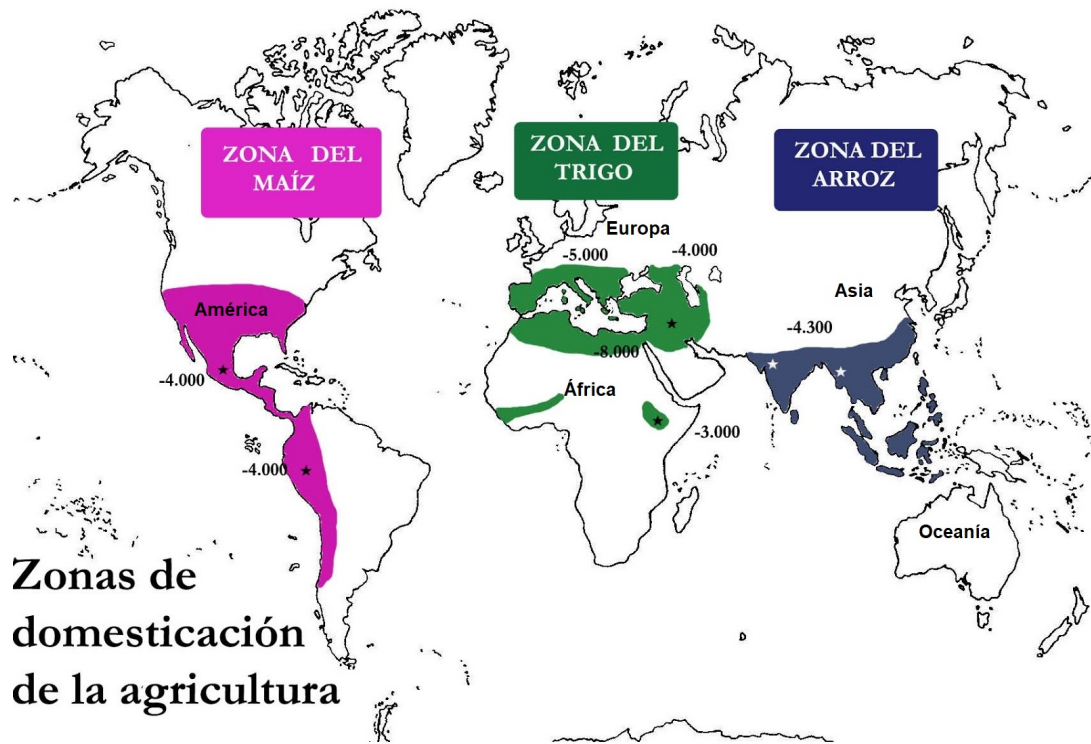 ZONA DEL
MAÍZ
ZONA DEL
TRIGO
ZONA DEL
ARROZ
Europa
-5.000
-4.000
América
Asia
-4.300
-4.000
-8.000
África
-3.000
-4.000
Oceanía
Zonas de
domesticación
de la agricultura